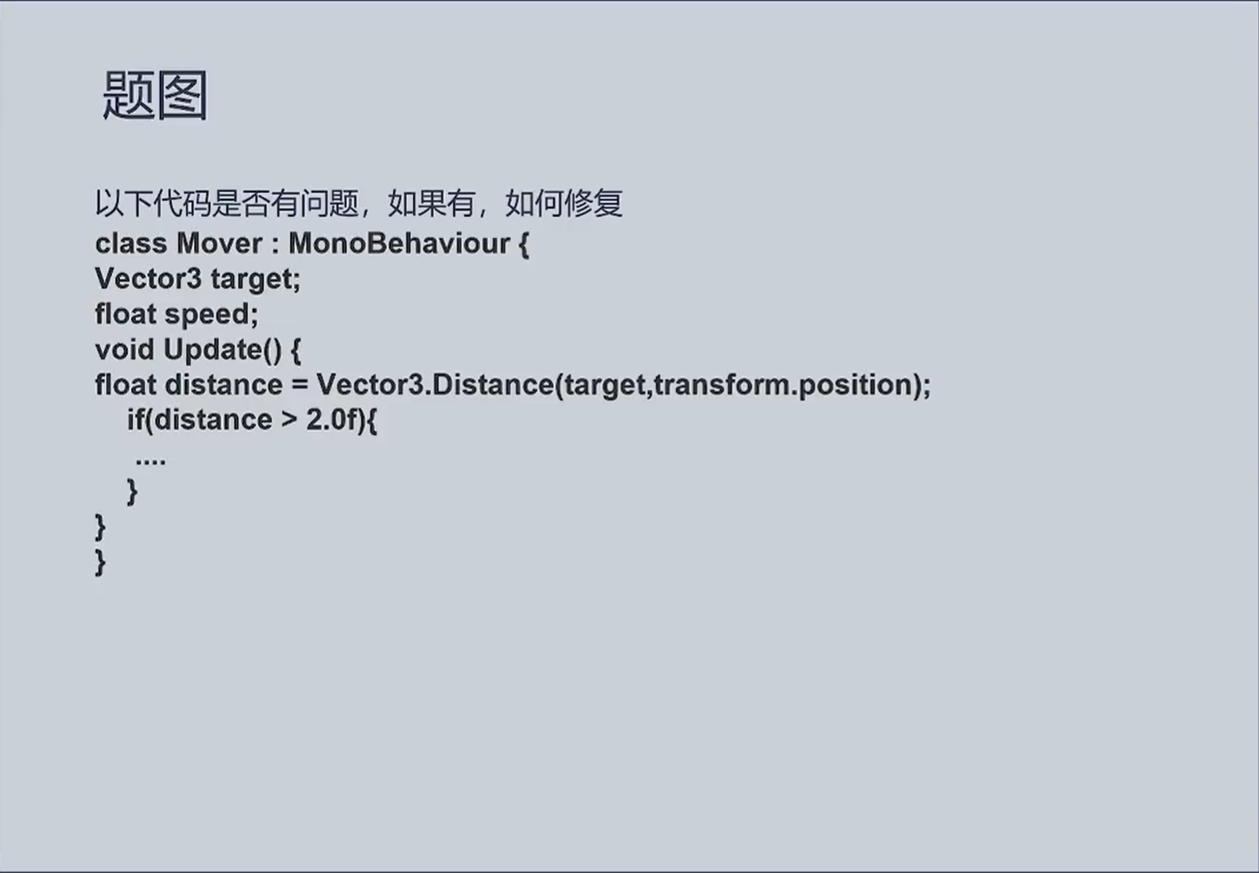 题图
以下代码是否有问题，如果有，如何修复
class Mover : MonoBehaviour {
Vector3 target;
float speed;
void Update() {
float distance = Vector3.Distance(target,transform.position);
if(distance > 2.0f){
....
}
}
}